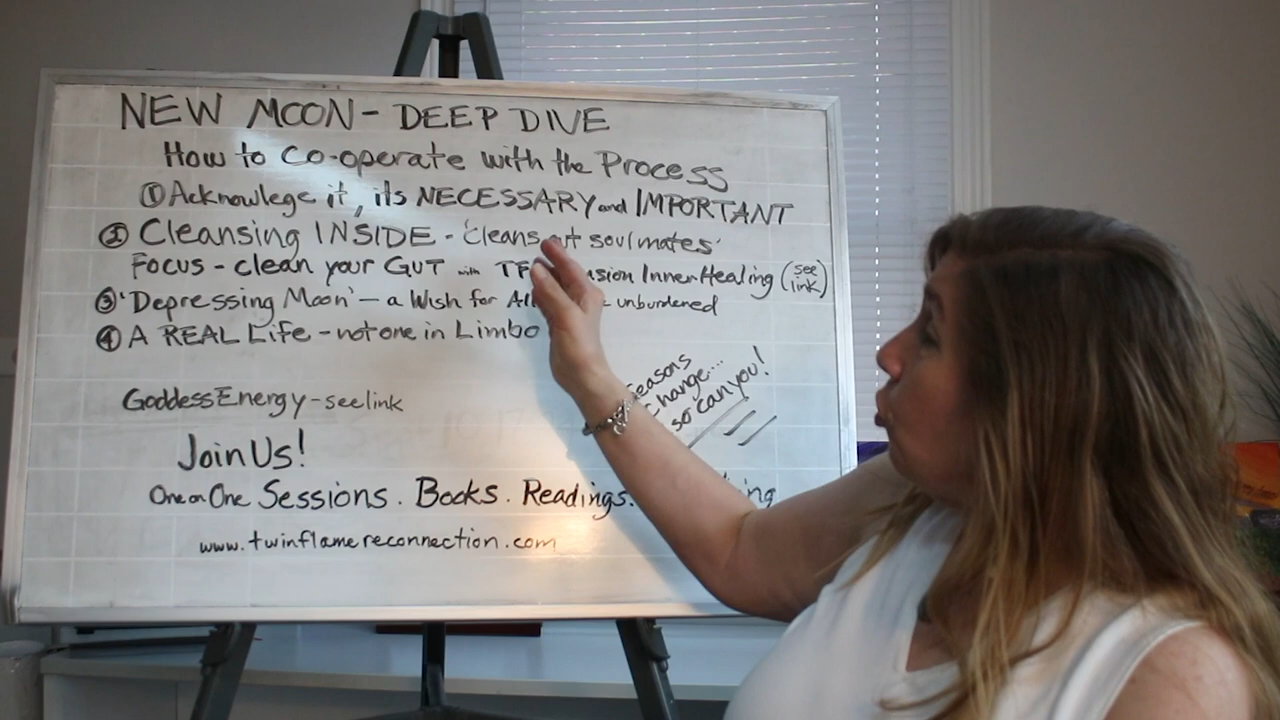 NEW MOON - DEEP DIVE
How to Co-operate with the Process
① Acknowlege it, its NECESSARY and IMPORTANT
② Cleansing INSIDE - 'cleans out soulmates'
FOCUS - clean your GUT with Inner Healing (see link)
③ 'Depressing Moon' - a Wish for unburdened
④ A REAL Life - not one in Limbo
Seasons
change...
so can you!
Goddess Energy - see link
Join Us!
One on One Sessions. Books. Readings.
www.twinflamereconnection.com